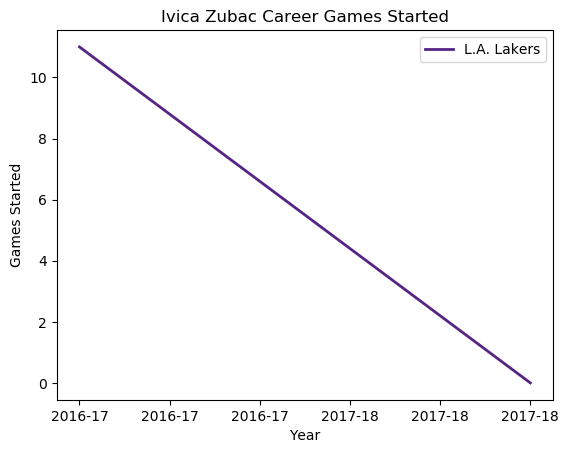 Ivica Zubac Career Games Started
L.A. Lakers
10
8
6
4
2
0
Games Started
2016-17 2016-17 2016-17 2017-18 2017-18 2017-18
Year